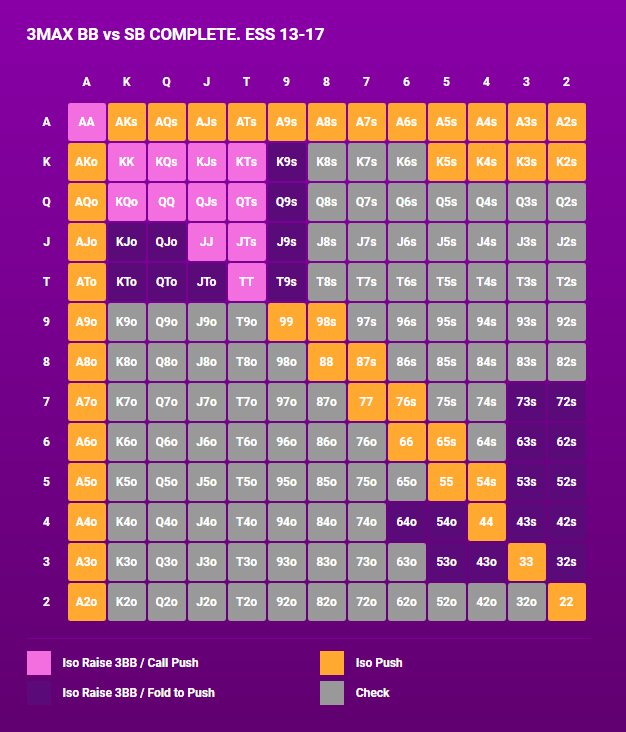 3MAX BB vs SB COMPLETE. ESS 13-17
A K Q J T 9 8 7 6 5 4 3 2
A AA AKs AQs AJs ATs A9s A8s A7s A6s A5s A4s A3s A2s
K AKo KK KQs KJs KTs K9s K8s K7s K6s K5s K4s K3s K2s
Q AQo KQo QQ QJs QTs Q9s Q8s Q7s Q6s Q5s Q4s Q3s Q2s
J AJo KJo QJo JJ JTs J9s J8s J7s J6s J5s J4s J3s J2s
T ATo KTo QTo JTo TT T9s T8s T7s T6s T5s T4s T3s T2s
9 A9o K9o Q9o J9o T9o 99 98s 97s 96s 95s 94s 93s 92s
8 A8o K8o Q8o J8o T8o 98o 88 87s 86s 85s 84s 83s 82s
7 A7o K7o Q7o J7o T7o 97o 87o 77 76s 75s 74s 73s 72s
6 A6o K6o Q6o J6o T6o 96o 86o 76o 66 65s 64s 63s 62s
5 A5o K5o Q5o J5o T5o 95o 85o 75o 65o 55 54s 53s 52s
4 A4o K4o Q4o J4o T4o 94o 84o 74o 64o 54o 44 43s 42s
3 A3o K3o Q3o J3o T3o 93o 83o 73o 63o 53o 43o 33 32s
2 A2o K2o Q2o J2o T2o 92o 82o 72o 62o 52o 42o 32o 22
Iso Raise 3BB / Call Push
Iso Push
Iso Raise 3BB / Fold to Push
Check